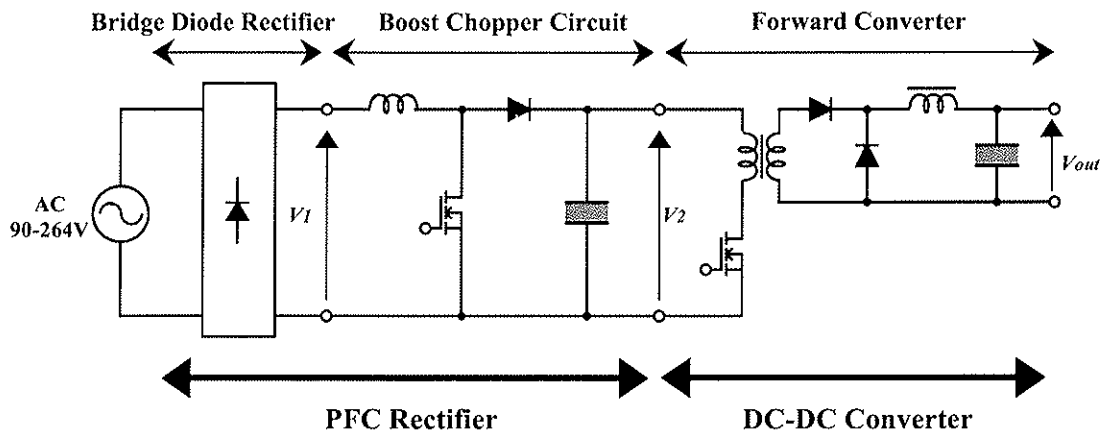 Bridge Diode Rectifier
Boost Chopper Circuit
Forward Converter
AC
90-264V
V1
V2
Vout
PFC Rectifier
DC-DC Converter